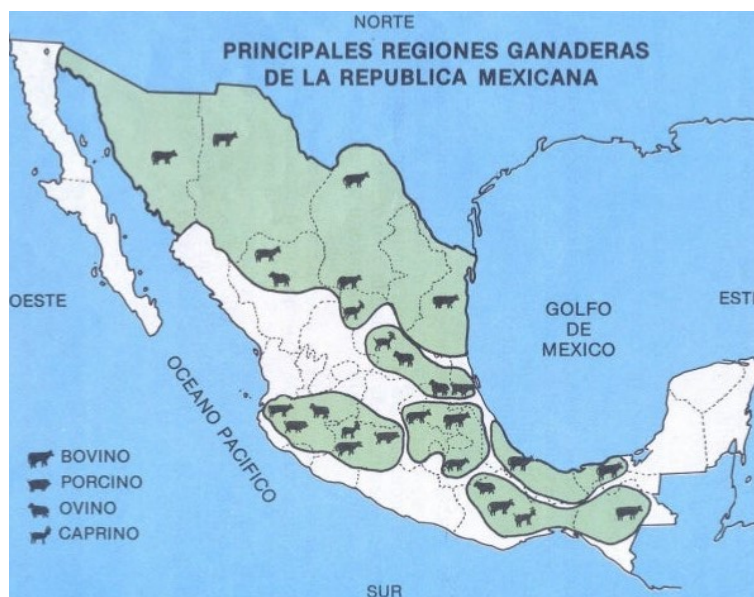 NORTE
PRINCIPALES REGIONES GANADERAS
DE LA REPUBLICA MEXICANA
OESTE
GOLFO
DE
MEXICO
ESTE
OCEANO PACIFICO
BOVINO
PORCINO
OVINO
CAPRINO
SUR